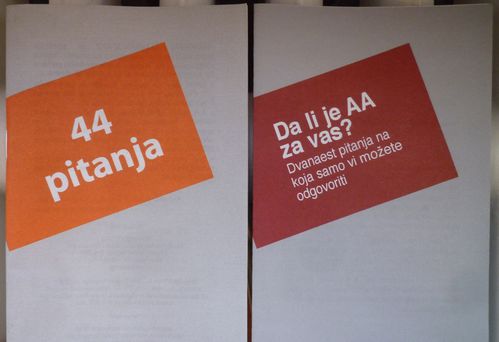 44
pitanja
Da li je AA
za vas?
Dvanaest pitanja na
koja samo vi možete
odgovoriti